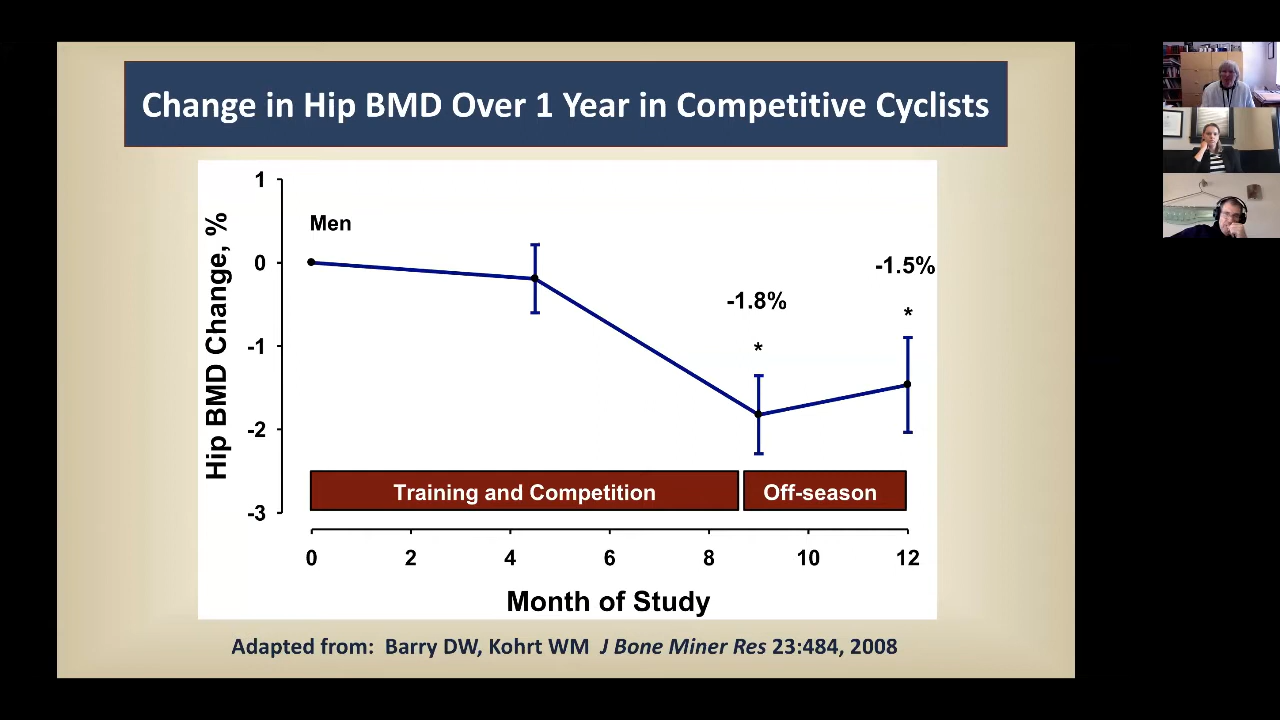 Change in Hip BMD Over 1 Year in Competitive Cyclists
Hip BMD Change, %
1
0
-1
-2
-3
Men
-1.8%
*
-1.5%
*
Training and Competition
Off-season
0 2 4 6 8 10 12
Month of Study
Adapted from: Barry DW, Kohrt WM J Bone Miner Res 23:484, 2008